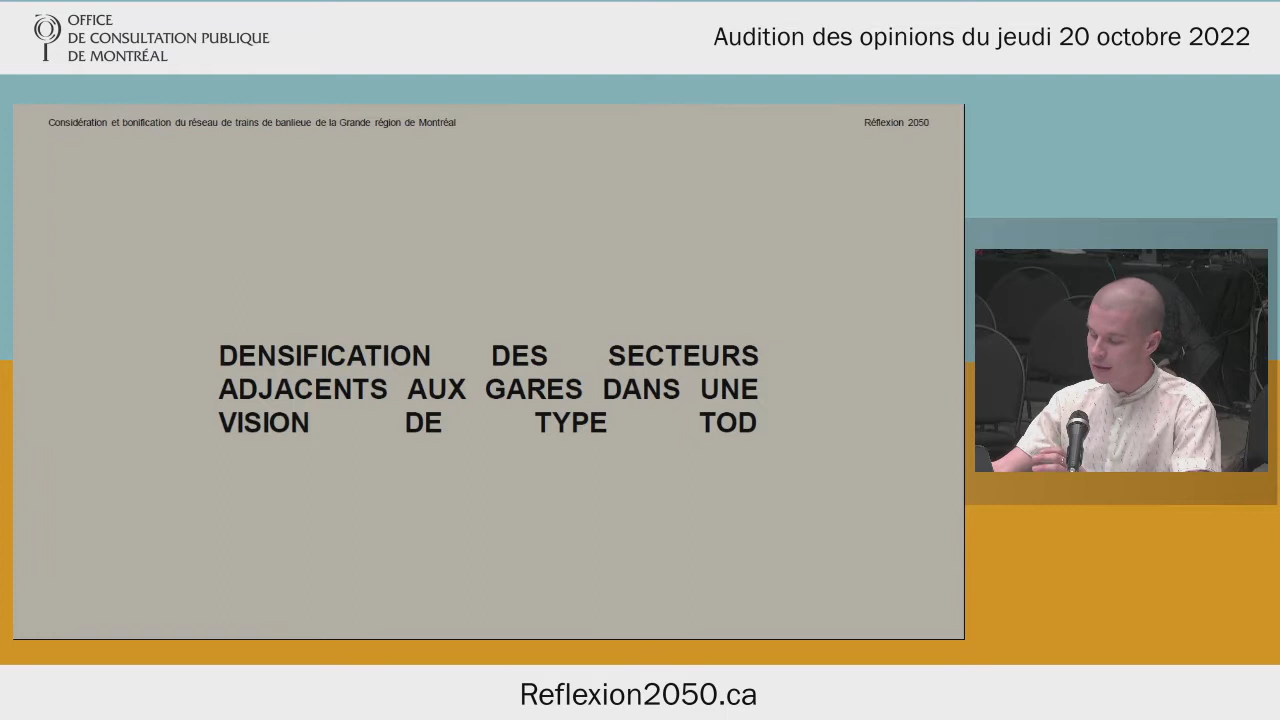 OFFICE
DE CONSULTATION PUBLIQUE
DE MONTRÉAL
Audition des opinions du jeudi 20 octobre 2022
Considération et bonification du réseau de trains de banlieue de la Grande région de Montréal
Réflexion 2050
DENSIFICATION DES SECTEURS
ADJACENTS AUX GARES DANS UNE
VISION DE TYPE TOD
Reflexion2050.ca